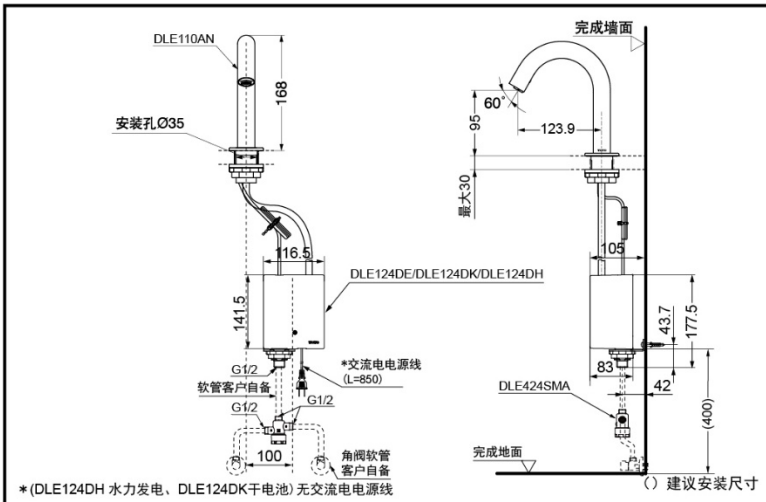 DLE110AN
168
安装孔Ø35
116.5
DLE124DE/DLE124DK/DLE124DH
141.5
G1/2
*交流电电源线
(L=850)
软管客户自备
G1/2
G1/2
100
角阀软管
客户自备
*(DLE124DH 水力发电、DLE124DK干电池)无交流电电源线
完成墙面
60°
95
123.9
最大30
105
43.7
177.5
83
42
DLE424SMA
(400)
完成地面
()建议安装尺寸